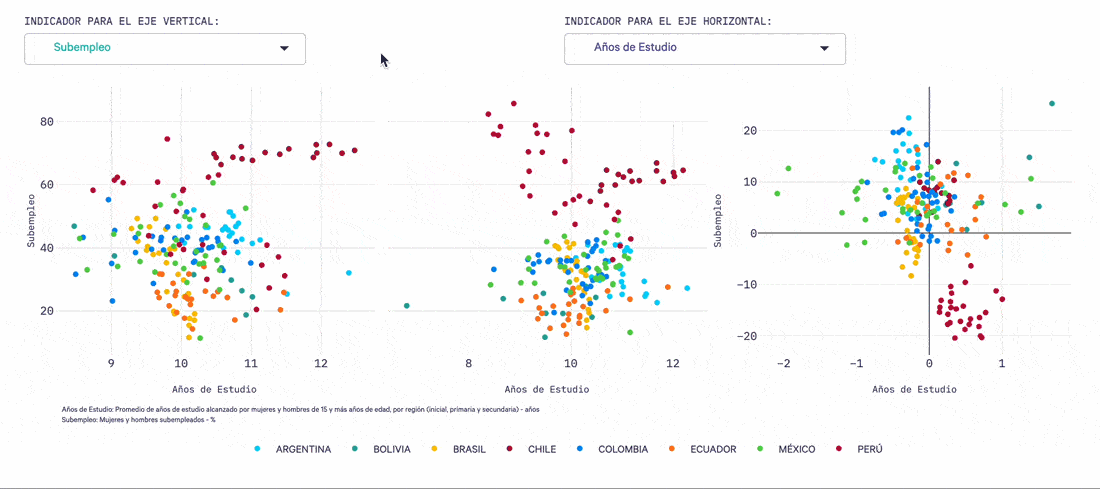 INDICADOR PARA EL EJE VERTICAL:
INDICADOR PARA EL EJE HORIZONTAL:
Subempleo
Años de Estudio
Subempleo
80
60
40
20
9 10 11 12
Años de Estudio
8 10 12
Años de Estudio
Subempleo
20
10
0
−10
−20
−2 −1 0 1
Años de Estudio
Años de Estudio: Promedio de años de estudio alcanzado por mujeres y hombres de 15 y más años de edad, por región (inicial, primaria y secundaria) - años
Subempleo: Mujeres y hombres subempleados - %
ARGENTINA BOLIVIA BRASIL CHILE COLOMBIA ECUADOR MÉXICO PERÚ